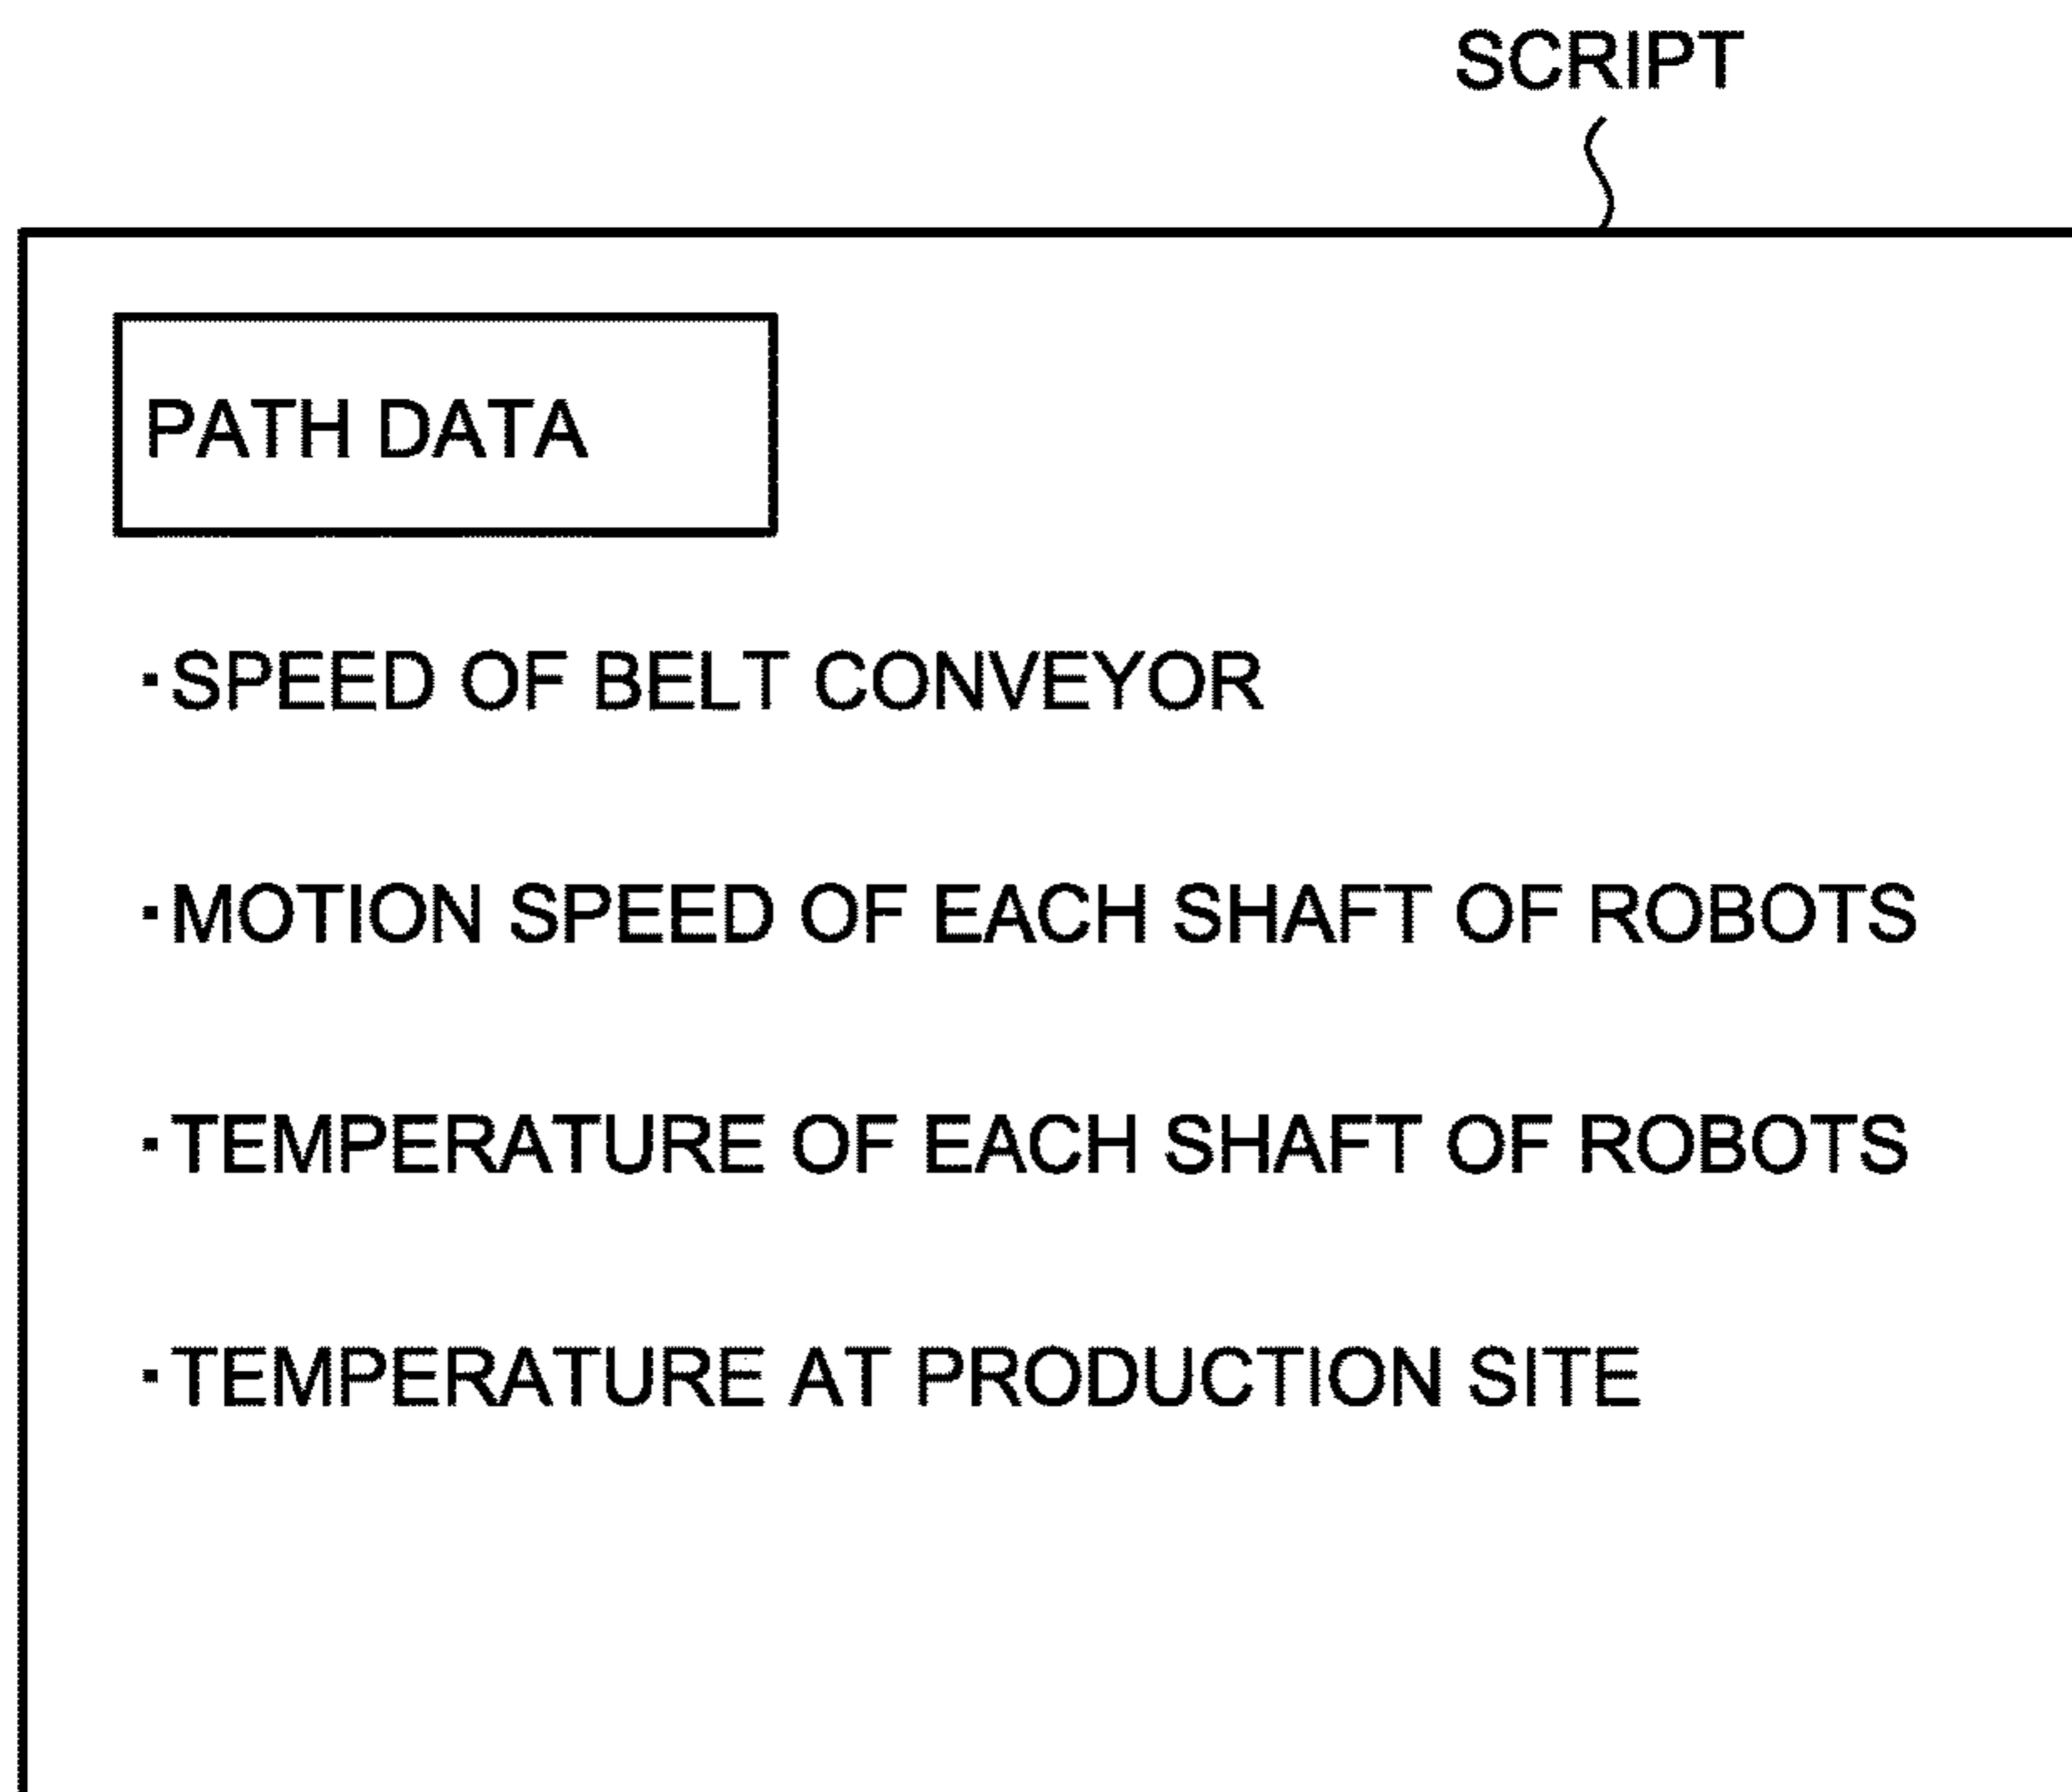 SCRIPT
PATH DATA
･SPEED OF BELT CONVEYOR
･MOTION SPEED OF EACH SHAFT OF ROBOTS
･TEMPERATURE OF EACH SHAFT OF ROBOTS
･TEMPERATURE AT PRODUCTION SITE